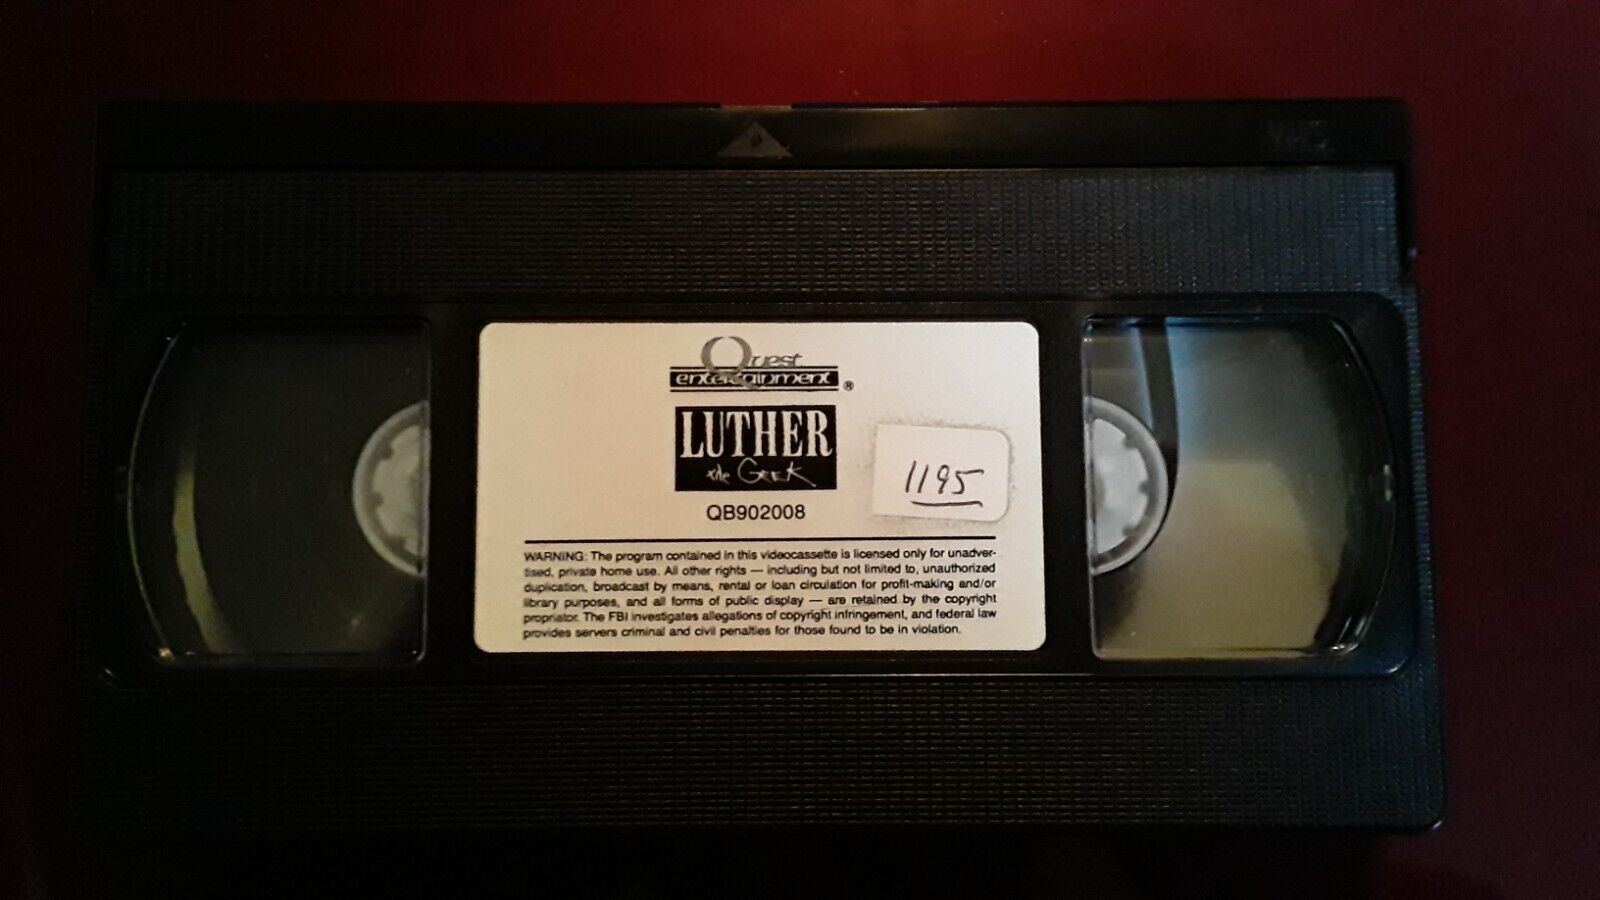 Quest
entertainment ®
LUTHER
the GEEK
1195
QB902008
WARNING: The program contained in this videocassette is licensed only for unadver-
tised, private home use. All other rights — including but not limited to, unauthorized
duplication, broadcast by means, rental or loan circulation for profit-making and/or
library purposes, and all forms of public display — are retained by the copyright
propriator. The FBI investigates allegations of copyright infringement, and federal law
provides servers criminal and civil penalties for those found to be in violation.
VHS